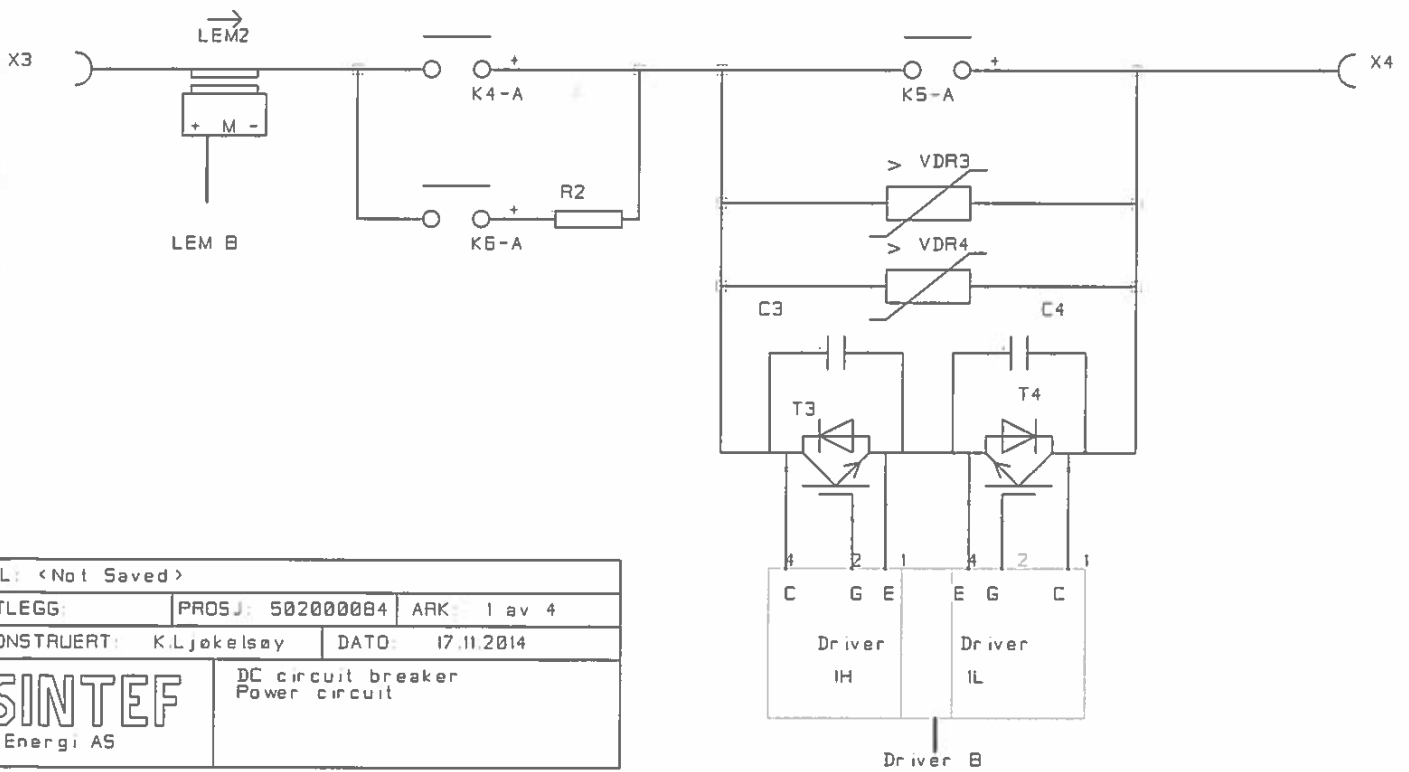 LEM2
X3
X4
+
K4-A
+
K5-A
+ M -
> VDR3
R2
+
K6-A
LEM B
> VDR4
C3
C4
T3
T4
4 2 1 4 2 1
C G E E G C
Driver 1H
Driver 1L
Driver B
L: <Not Saved>
TLEGG: PROSJ: 502000084 ARK: 1 av 4
ONSTRUERT: K.Ljøkelsøy DATO: 17.11.2014
SINTEF
Energi AS
DC circuit breaker
Power circuit